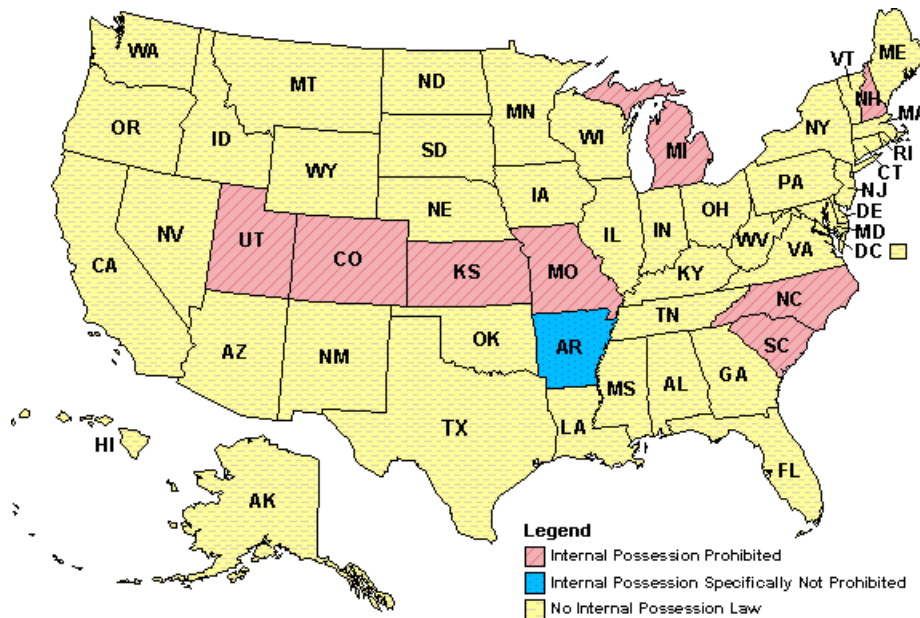 WA
MT
ND
MN
VT
ME
NH
MA
OR
ID
SD
WI
MI
NY
RI
CT
WY
IA
PA
NJ
NE
OH
DE
NV
UT
CO
KS
MO
IL
IN
WV
MD
VA
DC
CA
KY
NC
TN
AZ
NM
OK
AR
SC
MS
AL
GA
TX
LA
HI
FL
AK
Legend
Internal Possession Prohibited
Internal Possession Specifically Not Prohibited
No Internal Possession Law